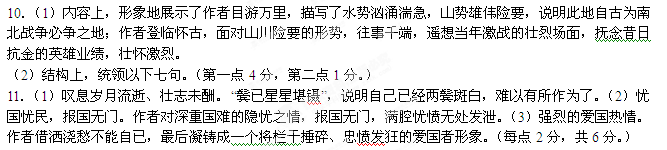 10.（1）内容上，形象地展示了作者目游万里，描写了水势汹涌湍急，山势雄伟险要，说明此地自古为南
北战争必争之地；作者登临怀古，面对山川险要的形势，往事千端，遥想当年激战的壮烈场面，抚念昔日
抗金的英雄业绩，壮怀激烈。
（2）结构上，统领以下七句。（第一点 4 分，第二点 1 分。）
11.（1）叹息岁月流逝、壮志未酬。“鬓已星星堪镊”，说明自己已经两鬓斑白，难以有所作为了。（2）忧
国忧民，报国无门。作者对深重国难的隐忧之情，报国无门，满腔忧愤无处发泄。（3）强烈的爱国热情。
作者借酒浇愁不能自已，最后凝铸成一个将栏干捶碎、忠愤发狂的爱国者形象。（每点 2 分，共 6 分。）